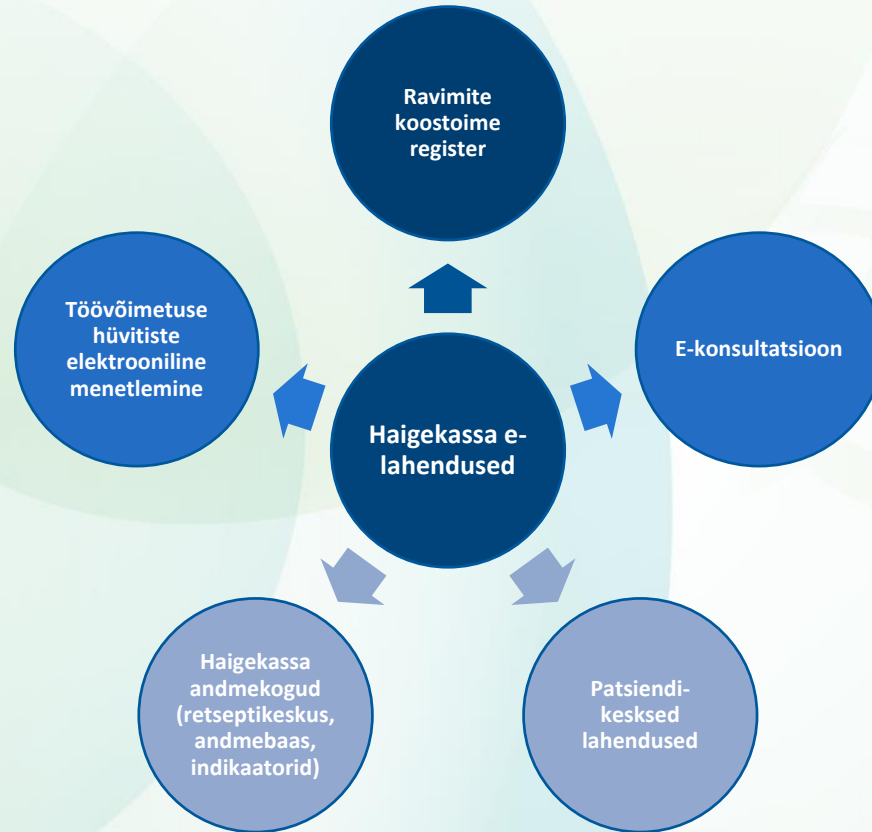 Ravimite
koostoime
register
Töövõimetuse
hüvitiste
elektrooniline
menetlemine
E-konsultatsioon
Haigekassa e-
lahendused
Haigekassa
andmekogud
(retseptikeskus,
andmebaas,
indikaatorid)
Patsiendi-
kesksed
lahendused